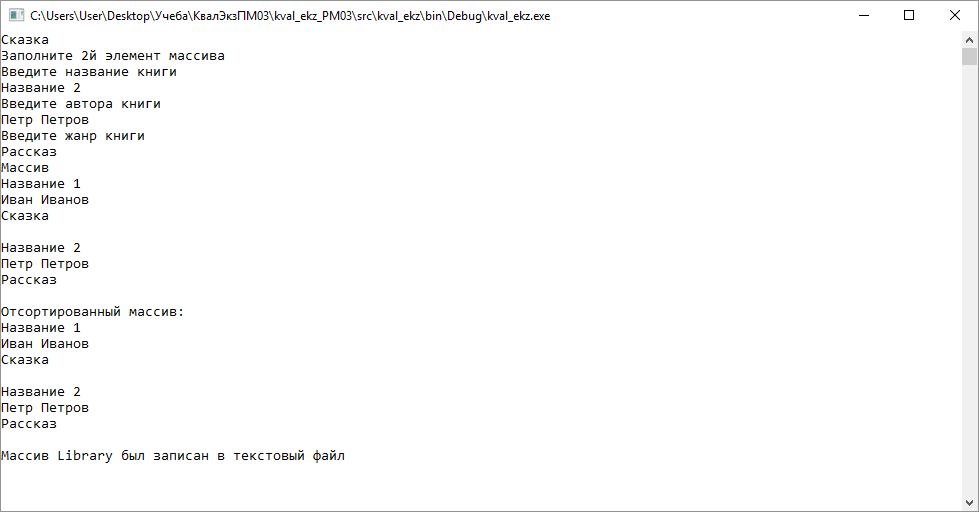 C:\Users\User\Desktop\Учеба\КвалЭкзПМ03\kval_ekz_PM03\src\kval_ekz\bin\Debug\kval_ekz.exe
Сказка
Заполните 2й элемент массива
Введите название книги
Название 2
Введите автора книги
Петр Петров
Введите жанр книги
Рассказ
Массив
Название 1
Иван Иванов
Сказка
Название 2
Петр Петров
Рассказ
Отсортированный массив:
Название 1
Иван Иванов
Сказка
Название 2
Петр Петров
Рассказ
Массив Library был записан в текстовый файл